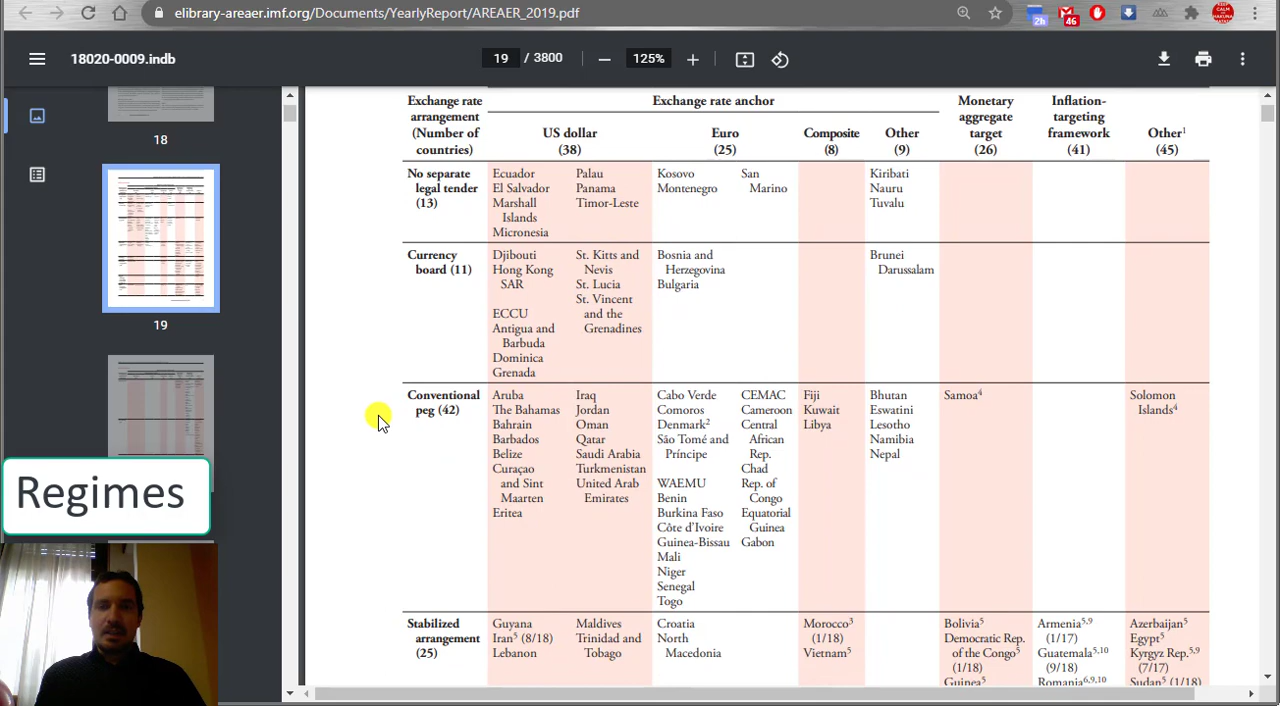 elibrary-areaer.imf.org/Documents/YearlyReport/AREAER_2019.pdf
2h
46
18020-0009.indb
19 / 3800
125%
18
19
Regimes
Exchange rate arrangement (Number of countries)
Exchange rate anchor
US dollar (38)
Euro (25)
Composite (8)
Other (9)
Monetary aggregate target (26)
Inflation-targeting framework (41)
Other1 (45)
No separate legal tender (13)
Ecuador
El Salvador
Marshall Islands
Micronesia
Palau
Panama
Timor-Leste
Kosovo
Montenegro
San Marino
Kiribati
Nauru
Tuvalu
Currency board (11)
Djibouti
Hong Kong SAR
ECCU
Antigua and Barbuda
Dominica
Grenada
St. Kitts and Nevis
St. Lucia
St. Vincent and the Grenadines
Bosnia and Herzegovina
Bulgaria
Brunei Darussalam
Conventional peg (42)
Aruba
The Bahamas
Bahrain
Barbados
Belize
Curaçao and Sint Maarten
Eritea
Iraq
Jordan
Oman
Qatar
Saudi Arabia
Turkmenistan
United Arab Emirates
Cabo Verde
Comoros
Denmark2
São Tomé and Príncipe
WAEMU
Benin
Burkina Faso
Côte d'Ivoire
Guinea-Bissau
Mali
Niger
Senegal
Togo
CEMAC
Cameroon
Central African Rep.
Chad
Rep. of Congo
Equatorial Guinea
Gabon
Fiji
Kuwait
Libya
Bhutan
Eswatini
Lesotho
Namibia
Nepal
Samoa4
Solomon Islands4
Stabilized arrangement (25)
Guyana
Iran5 (8/18)
Lebanon
Maldives
Trinidad and Tobago
Croatia
North Macedonia
Morocco3 (1/18)
Vietnam5
Bolivia5
Democratic Rep. of the Congo5 (1/18)
Guinea5
Armenia5,9 (1/17)
Guatemala5,10 (9/18)
Romania6,9,10
Azerbaijan5
Egypt5
Kyrgyz Rep.5,9 (7/17)
Sudan5 (1/18)